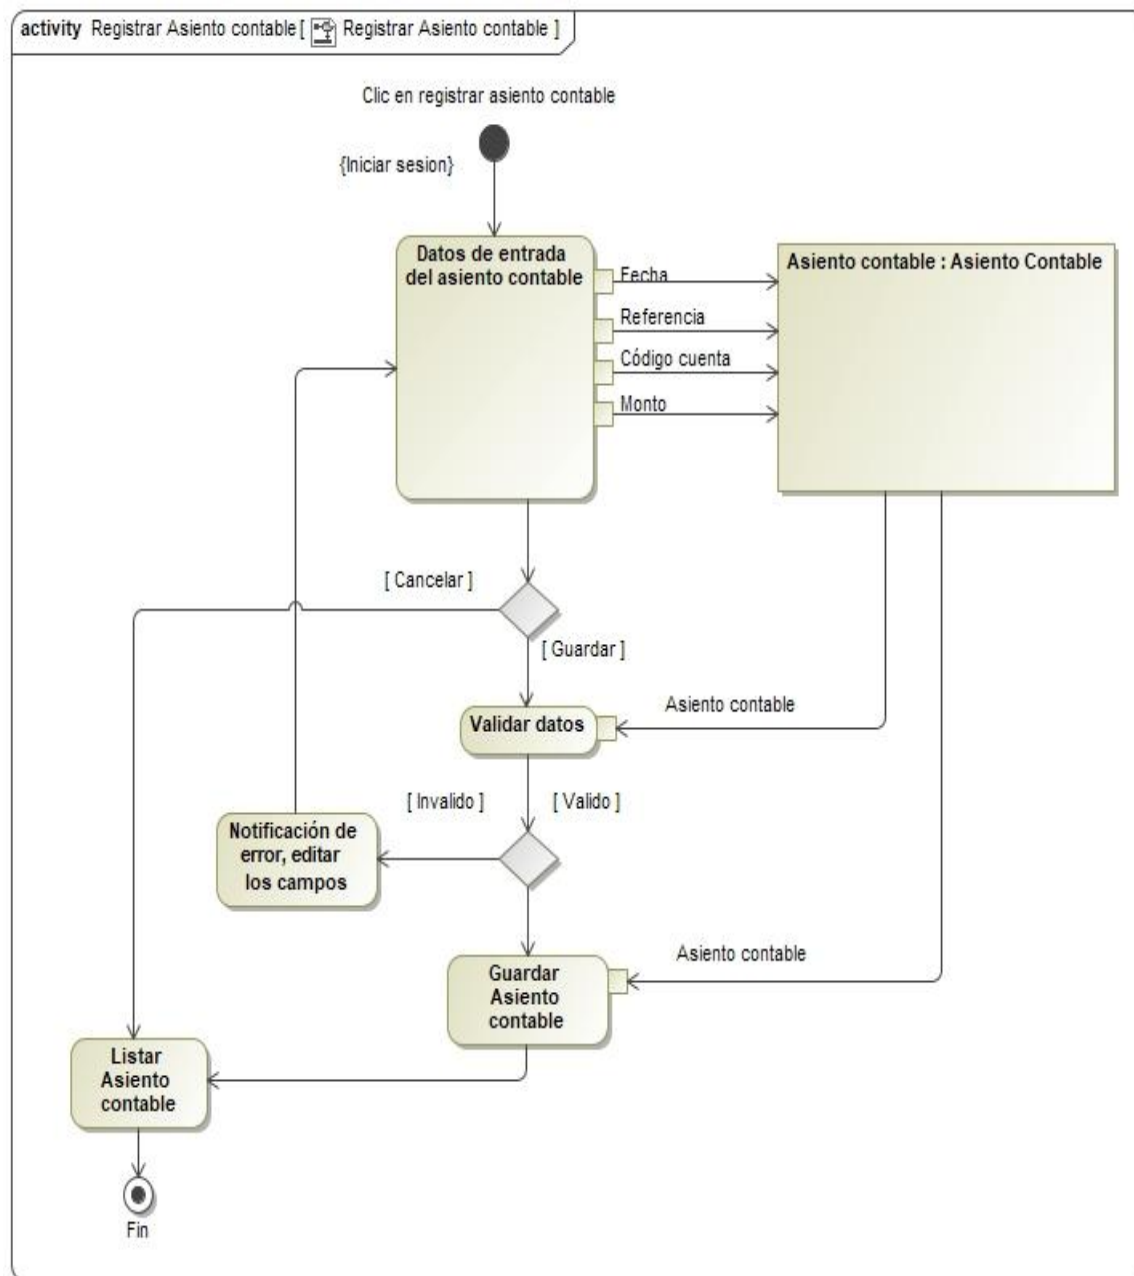 activity Registrar Asiento contable [ Registrar Asiento contable ]
Clic en registrar asiento contable
{Iniciar sesion}
Datos de entrada
del asiento contable
Fecha
Referencia
Código cuenta
Monto
Asiento contable : Asiento Contable
[ Cancelar ]
[ Guardar ]
Validar datos
Asiento contable
[ Invalido ]
[ Valido ]
Notificación de
error, editar
los campos
Guardar
Asiento
contable
Asiento contable
Listar
Asiento
contable
Fin